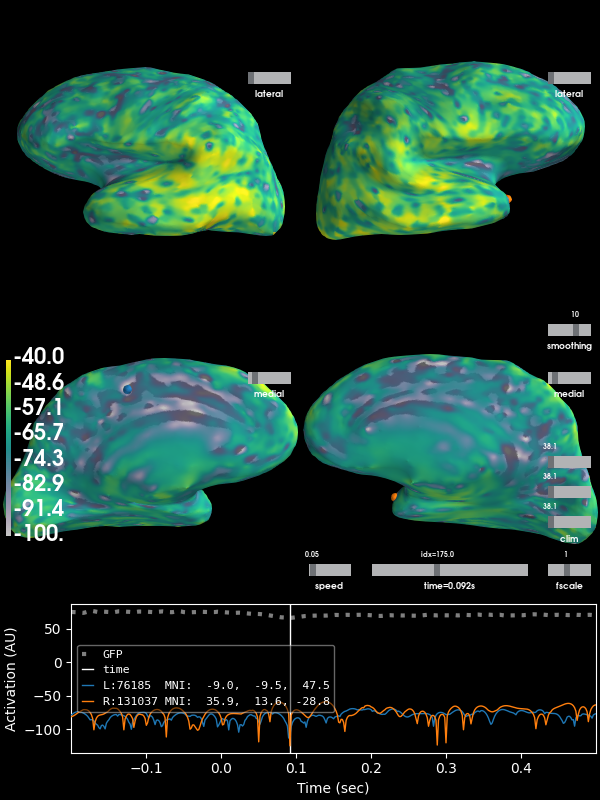 lateral
lateral
10
smoothing
medial
medial
-40.0
-48.6
-57.1
-65.7
-74.3
-82.9
-91.4
-100.
38.1
38.1
38.1
clim
0.05
idx=175.0
1
speed
time=0.092s
fscale
Activation (AU)
50
0
−50
−100
GFP
time
L:76185 MNI: -9.0, -9.5, 47.5
R:131037 MNI: 35.9, 13.6, -28.8
−0.1
0.0
0.1
0.2
0.3
0.4
Time (sec)